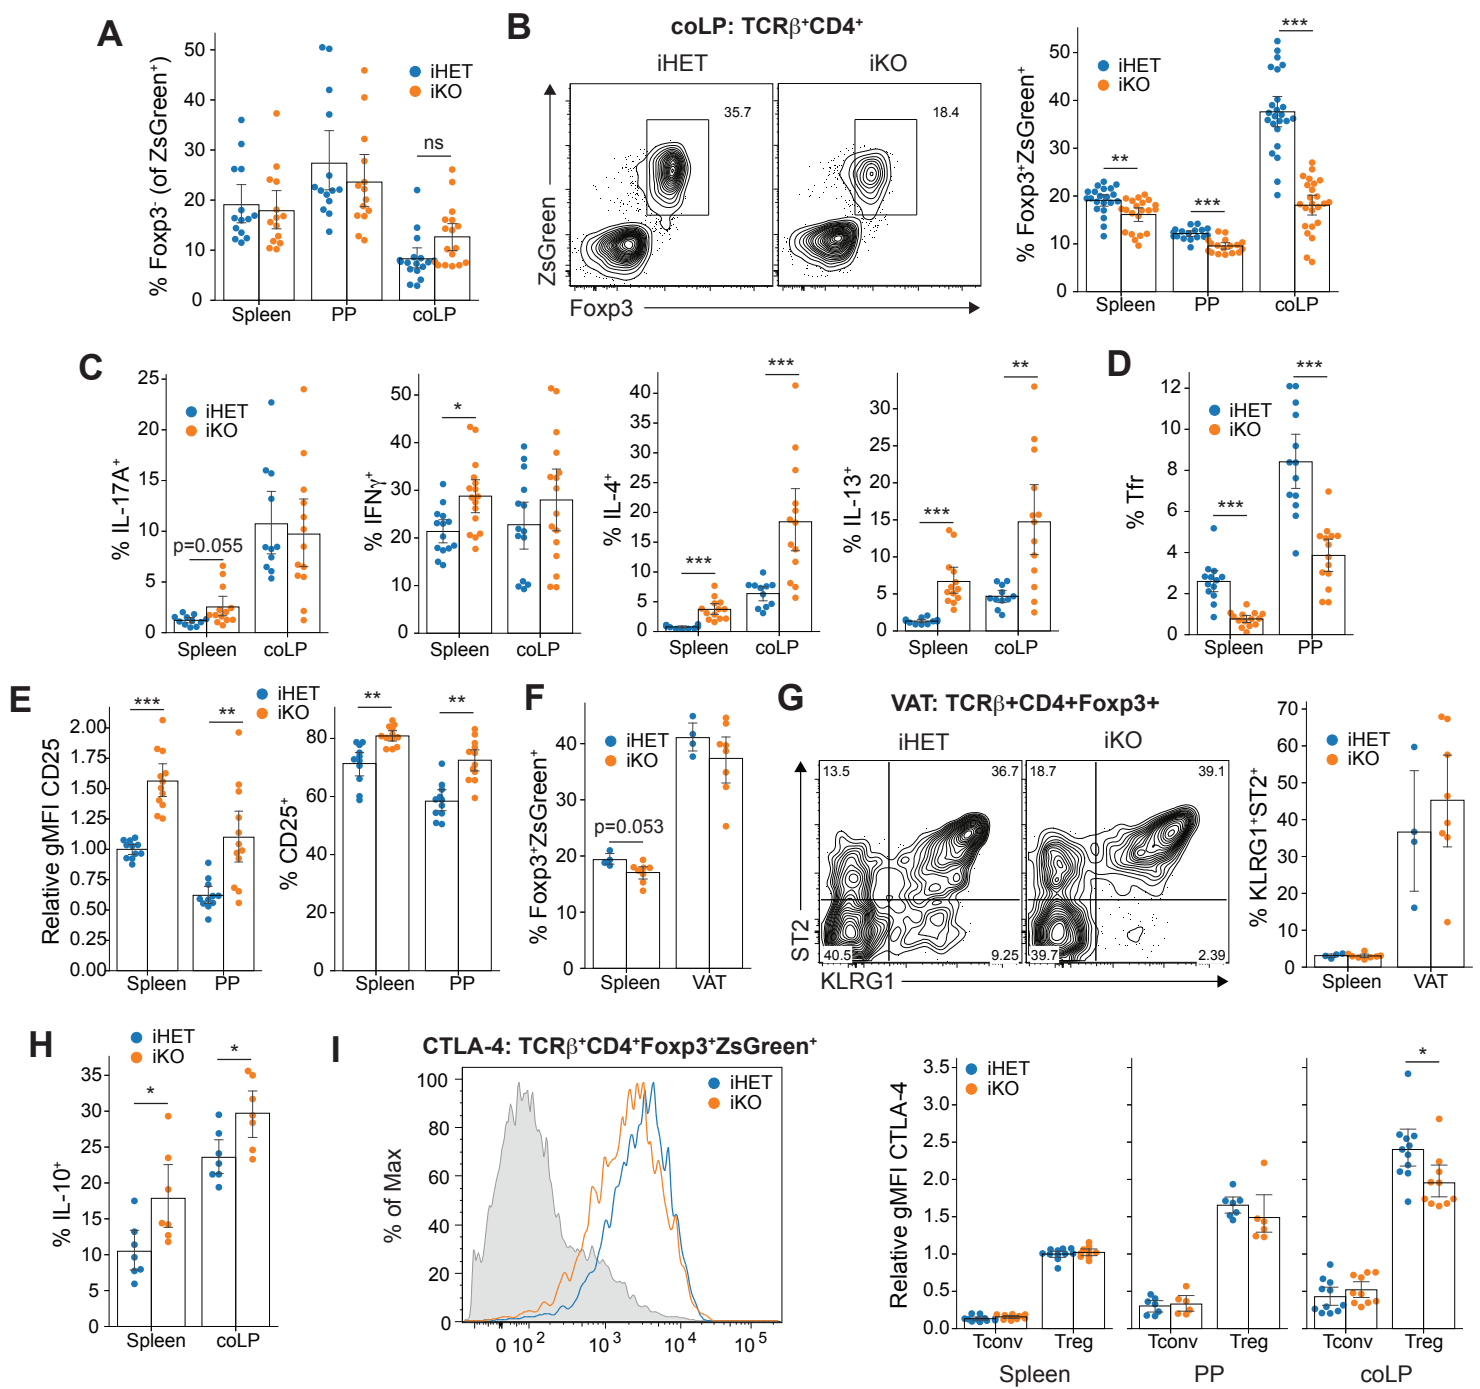 A
% Foxp3⁻ (of ZsGreen⁺)
50
40
30
20
10
0
iHET
iKO
ns
Spleen PP coLP
B
coLP: TCRβ⁺CD4⁺
iHET iKO
35.7
18.4
ZsGreen
Foxp3
% Foxp3⁺ZsGreen⁺
50
40
30
20
10
0
iHET
iKO
** *** ***
Spleen PP coLP
C
% IL-17A⁺
25
20
15
10
5
0
iHET
iKO
p=0.055
Spleen coLP
% IFNγ⁺
50
40
30
20
10
0
*
Spleen coLP
% IL-4⁺
40
35
30
25
20
15
10
5
0
*** ***
Spleen coLP
% IL-13⁺
30
25
20
15
10
5
0
*** **
Spleen coLP
D
% Tfr
12
10
8
6
4
2
0
iHET
iKO
*** ***
Spleen PP
E
Relative gMFI CD25
2.00
1.75
1.50
1.25
1.00
0.75
0.50
0.25
0.00
*** **
Spleen PP
iHET
iKO
% CD25⁺
80
60
40
20
0
** **
Spleen PP
F
% Foxp3⁺ZsGreen⁺
40
30
20
10
0
iHET
iKO
p=0.053
Spleen VAT
G
VAT: TCRβ+CD4+Foxp3+
iHET iKO
13.5 36.7
40.5 9.25
18.7 39.1
39.7 2.39
ST2
KLRG1
% KLRG1⁺ST2⁺
70
60
50
40
30
20
10
0
iHET
iKO
Spleen VAT
H
% IL-10⁺
35
30
25
20
15
10
5
0
iHET
iKO
* *
Spleen coLP
I
CTLA-4: TCRβ⁺CD4⁺Foxp3⁺ZsGreen⁺
iHET
iKO
% of Max
100
80
60
40
20
0
0 10² 10³ 10⁴ 10⁵
Relative gMFI CTLA-4
3.5
3.0
2.5
2.0
1.5
1.0
0.5
0.0
iHET
iKO
*
Tconv Treg Tconv Treg Tconv Treg
Spleen PP coLP